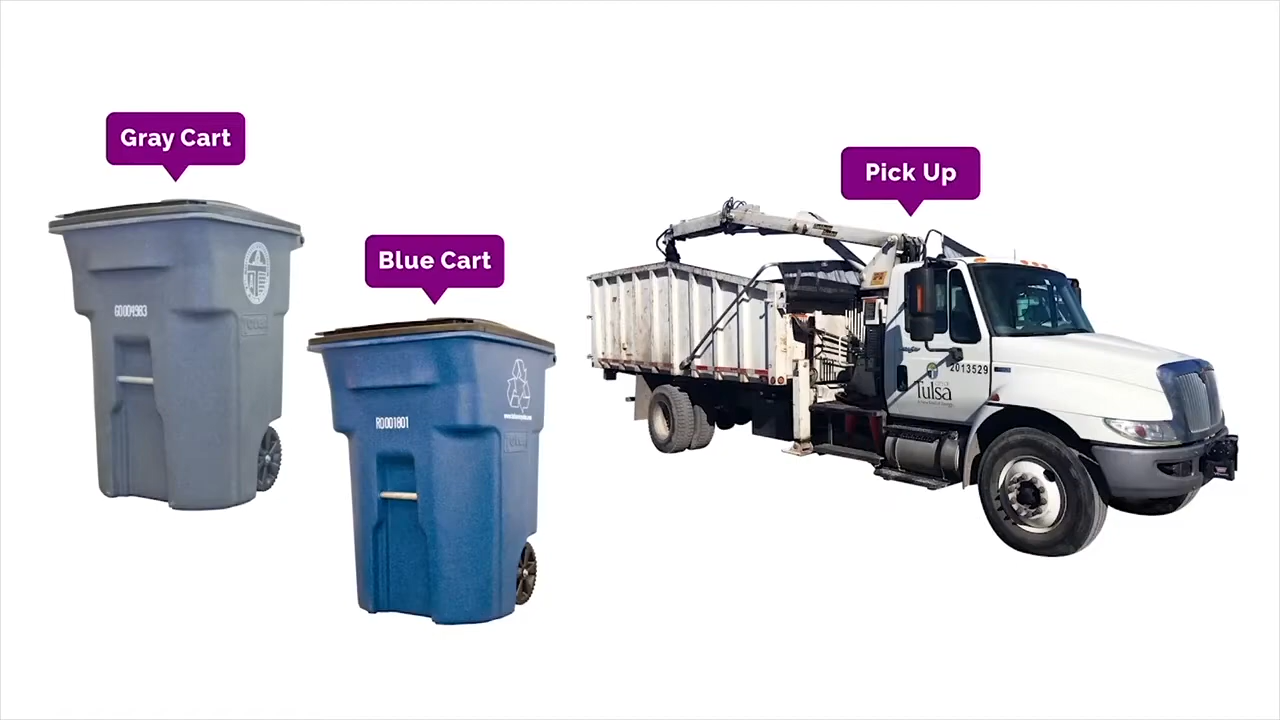 Gray Cart
G0004983
Blue Cart
R0001801
Pick Up
2013529
Tulsa